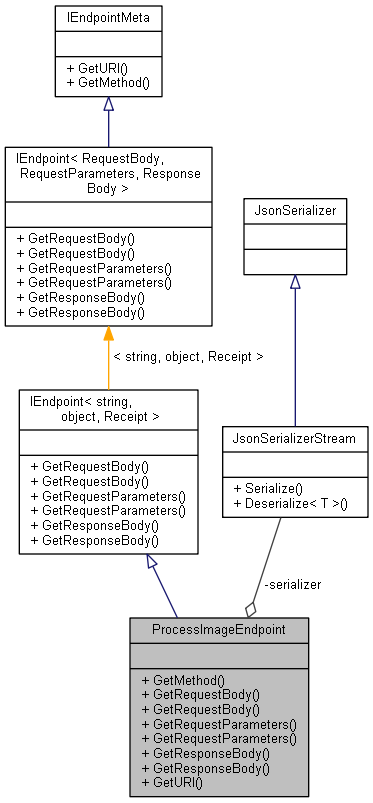 IEndpointMeta
+ GetURI()
+ GetMethod()
IEndpoint< RequestBody,
RequestParameters, Response
Body >
+ GetRequestBody()
+ GetRequestBody()
+ GetRequestParameters()
+ GetRequestParameters()
+ GetResponseBody()
+ GetResponseBody()
JsonSerializer
< string, object, Receipt >
IEndpoint< string,
object, Receipt >
+ GetRequestBody()
+ GetRequestBody()
+ GetRequestParameters()
+ GetRequestParameters()
+ GetResponseBody()
+ GetResponseBody()
JsonSerializerStream
+ Serialize()
+ Deserialize< T >()
-serializer
ProcessImageEndpoint
+ GetMethod()
+ GetRequestBody()
+ GetRequestBody()
+ GetRequestParameters()
+ GetRequestParameters()
+ GetResponseBody()
+ GetResponseBody()
+ GetURI()